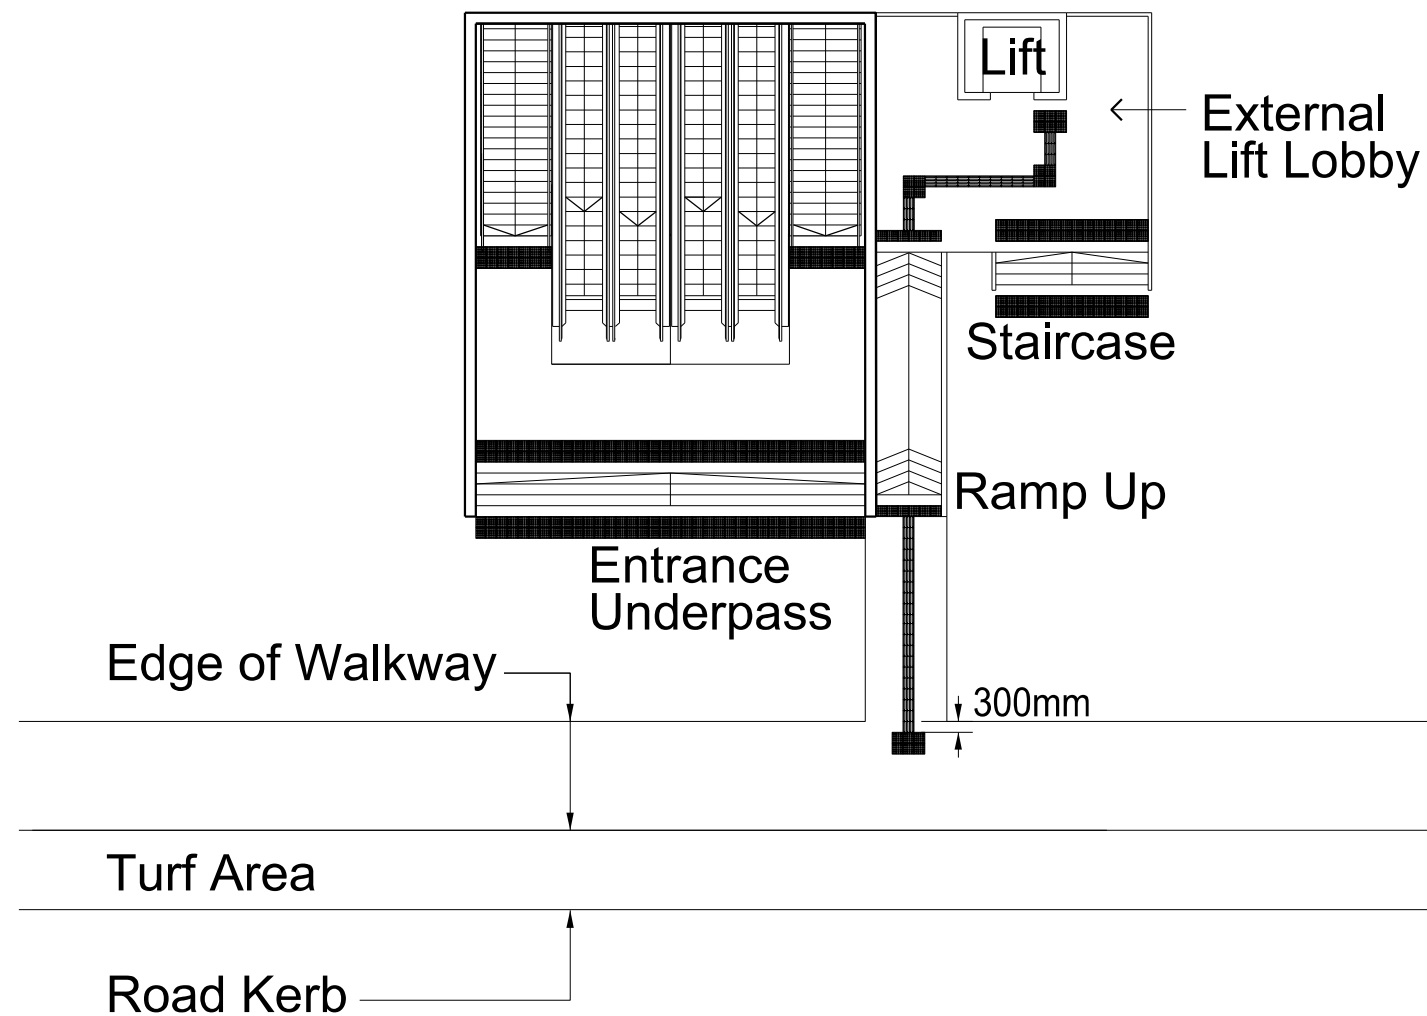 Lift
External
Lift Lobby
Staircase
Ramp Up
Entrance
Underpass
Edge of Walkway
300mm
Turf Area
Road Kerb